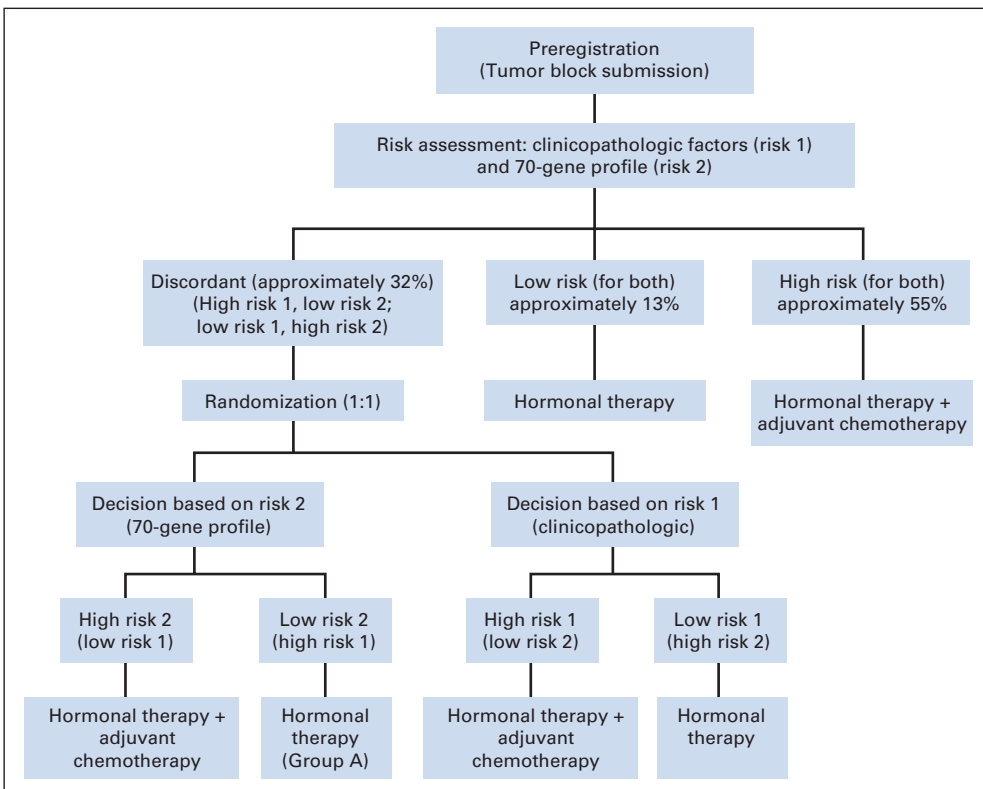 Preregistration
(Tumor block submission)
Risk assessment: clinicopathologic factors (risk 1)
and 70-gene profile (risk 2)
Discordant (approximately 32%)
(High risk 1, low risk 2;
low risk 1, high risk 2)
Low risk (for both)
approximately 13%
High risk (for both)
approximately 55%
Randomization (1:1)
Hormonal therapy
Hormonal therapy +
adjuvant chemotherapy
Decision based on risk 2
(70-gene profile)
Decision based on risk 1
(clinicopathologic)
High risk 2
(low risk 1)
Low risk 2
(high risk 1)
High risk 1
(low risk 2)
Low risk 1
(high risk 2)
Hormonal therapy +
adjuvant
chemotherapy
Hormonal
therapy
(Group A)
Hormonal therapy +
adjuvant
chemotherapy
Hormonal
therapy